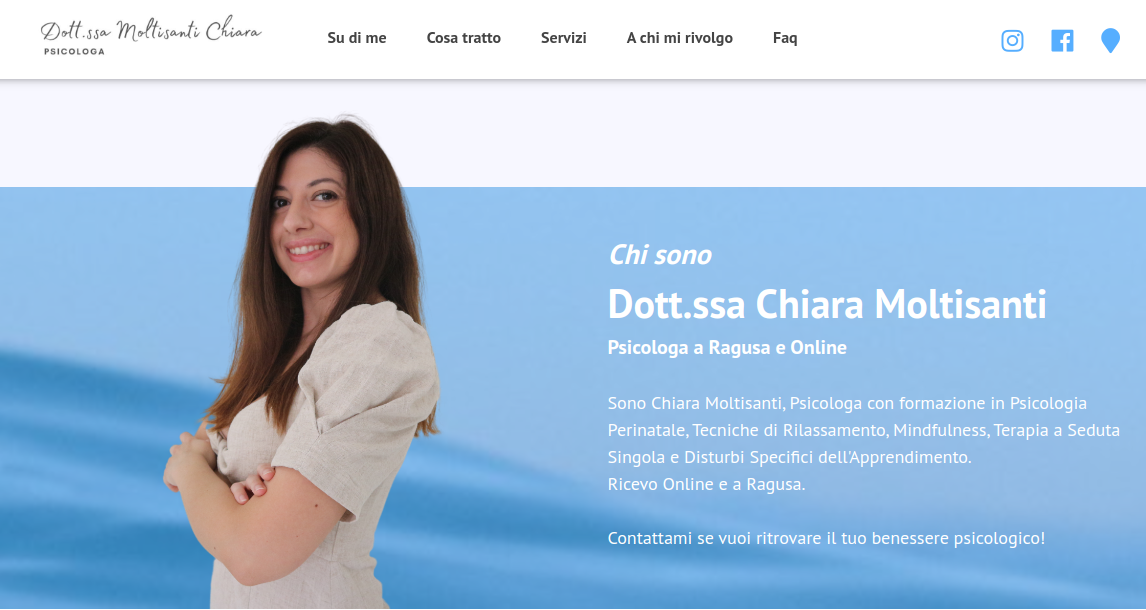 Dott.ssa Moltisanti Chiara
PSICOLOGA
Su di me
Cosa tratto
Servizi
A chi mi rivolgo
Faq
Chi sono
Dott.ssa Chiara Moltisanti
Psicologa a Ragusa e Online
Sono Chiara Moltisanti, Psicologa con formazione in Psicologia
Perinatale, Tecniche di Rilassamento, Mindfulness, Terapia a Seduta
Singola e Disturbi Specifici dell'Apprendimento.
Ricevo Online e a Ragusa.
Contattami se vuoi ritrovare il tuo benessere psicologico!